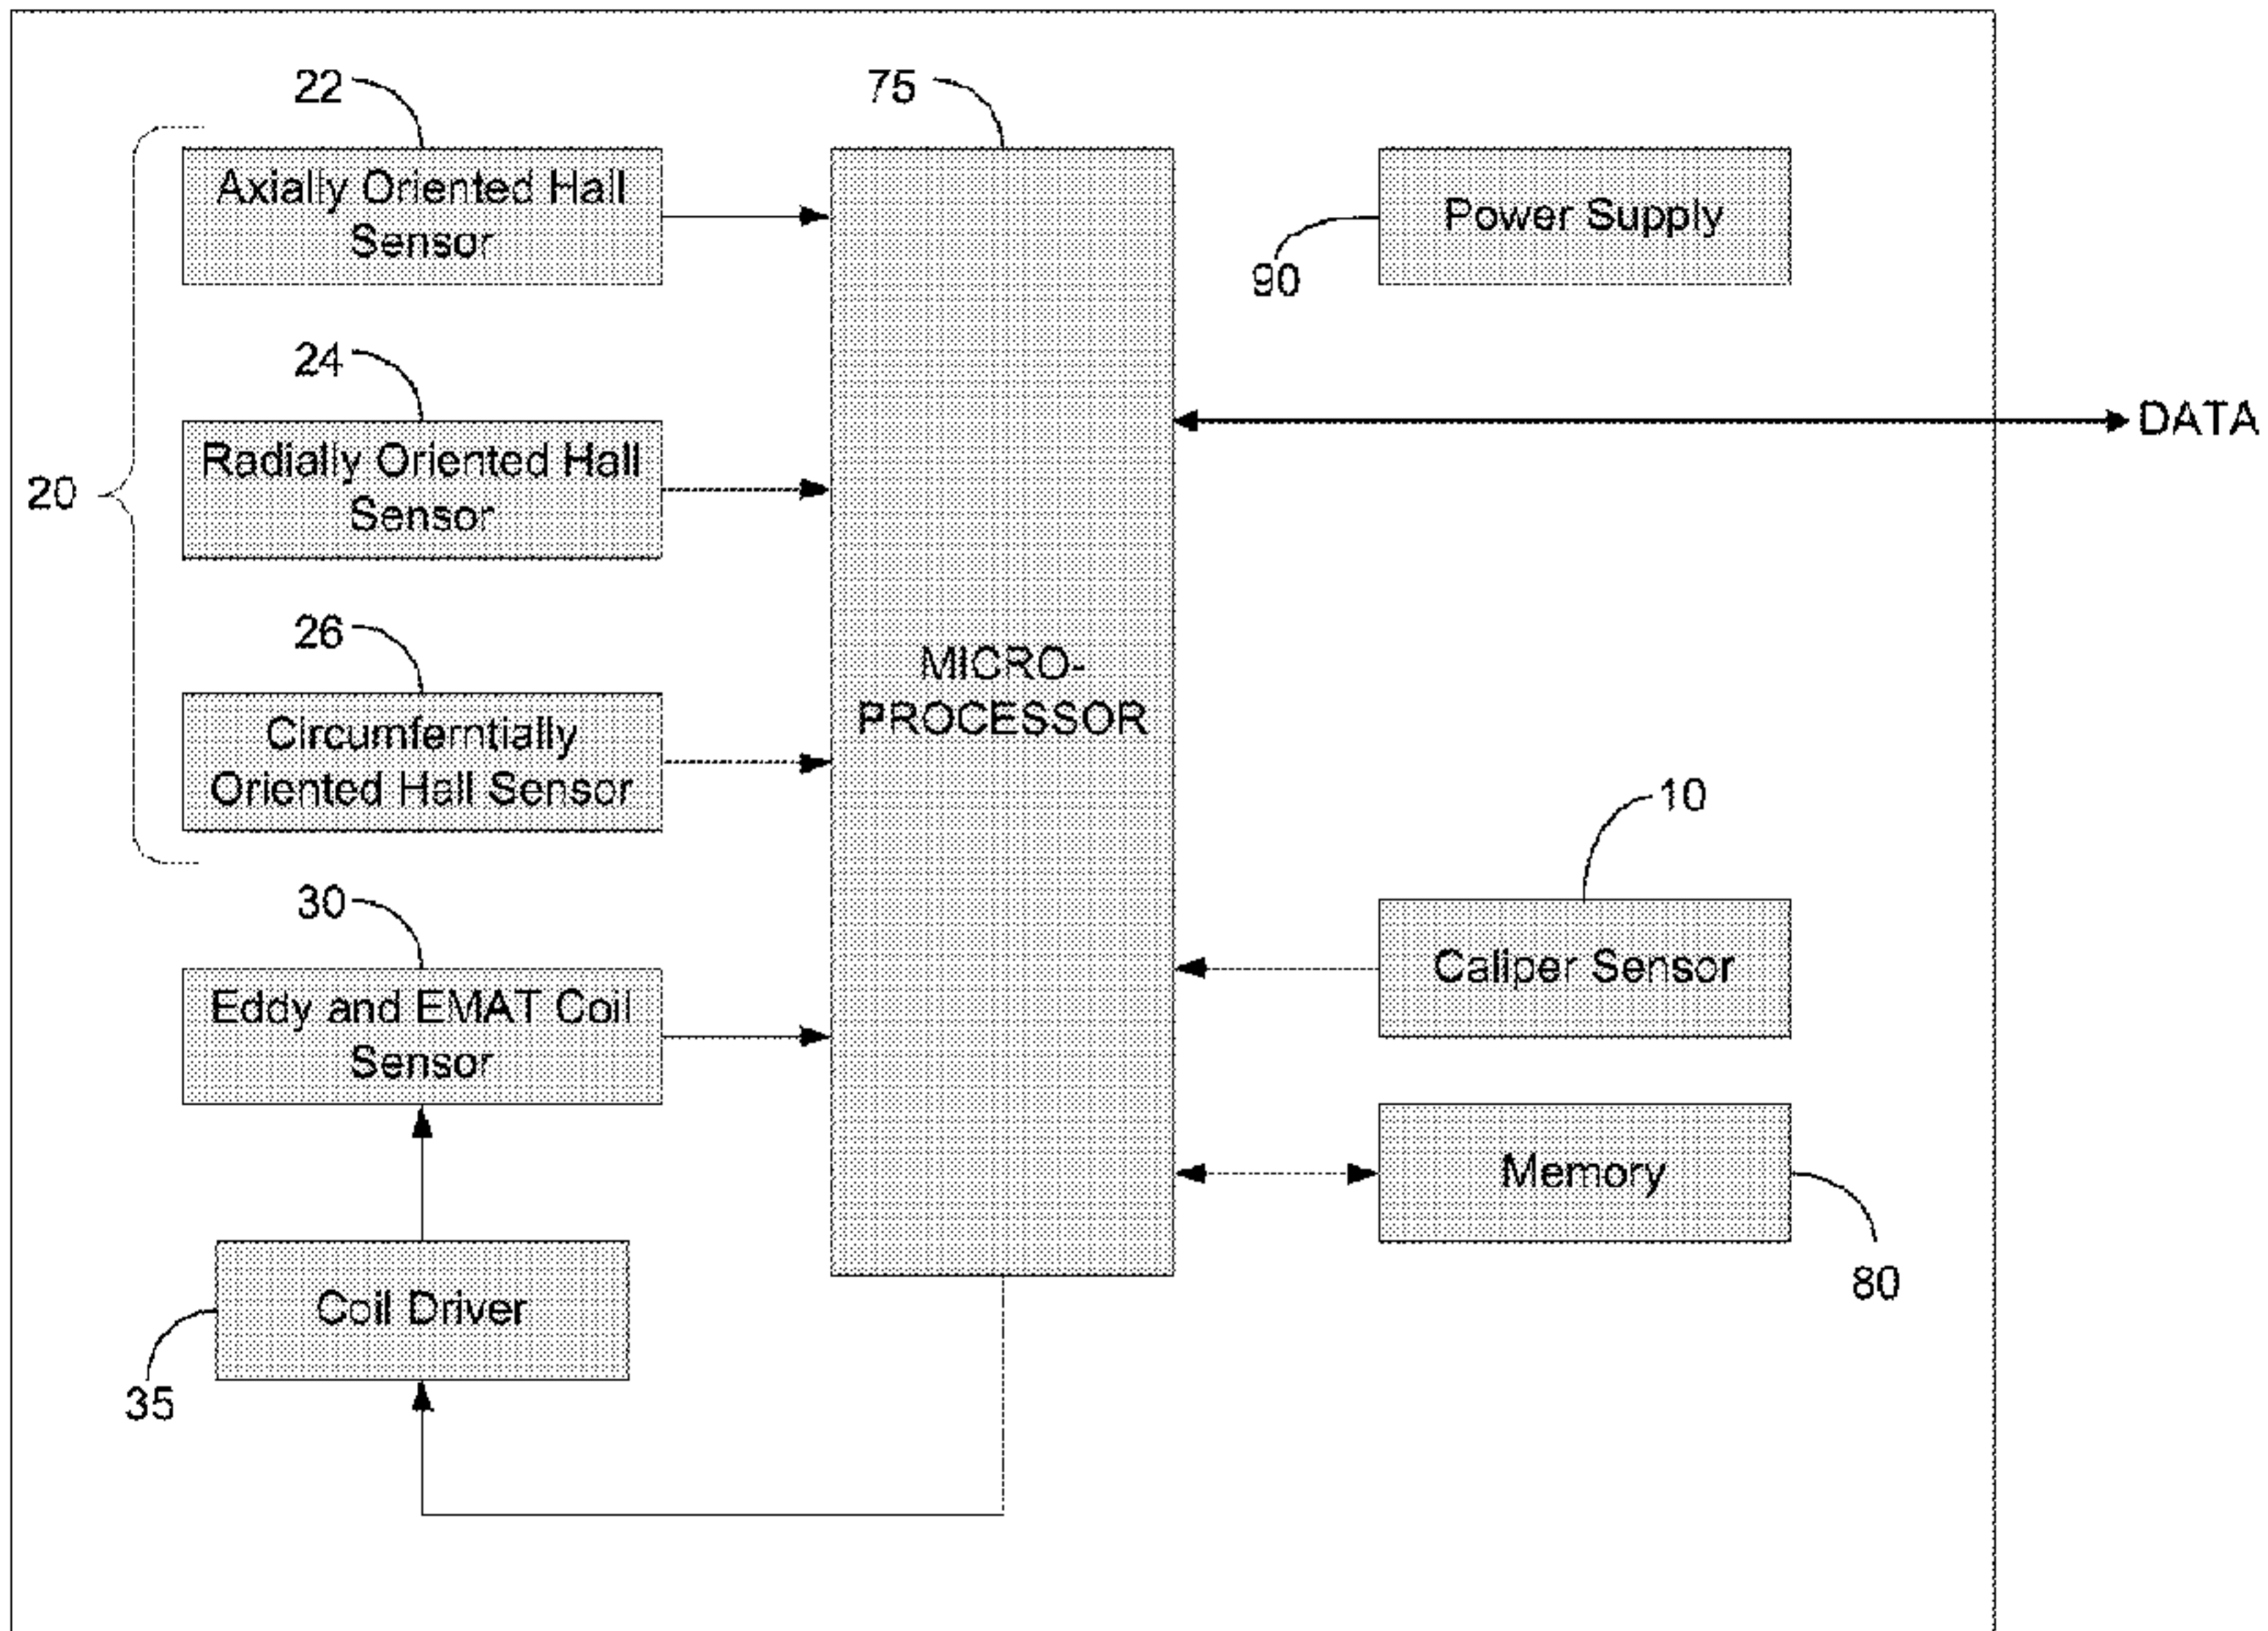 22
75
Axially Oriented Hall
Sensor
Power Supply
90
24
DATA
Radially Oriented Hall
Sensor
20
26
MICRO-
PROCESSOR
Circumferntially
Oriented Hall Sensor
10
30
Caliper Sensor
Eddy and EMAT Coil
Sensor
Memory
80
Coil Driver
35